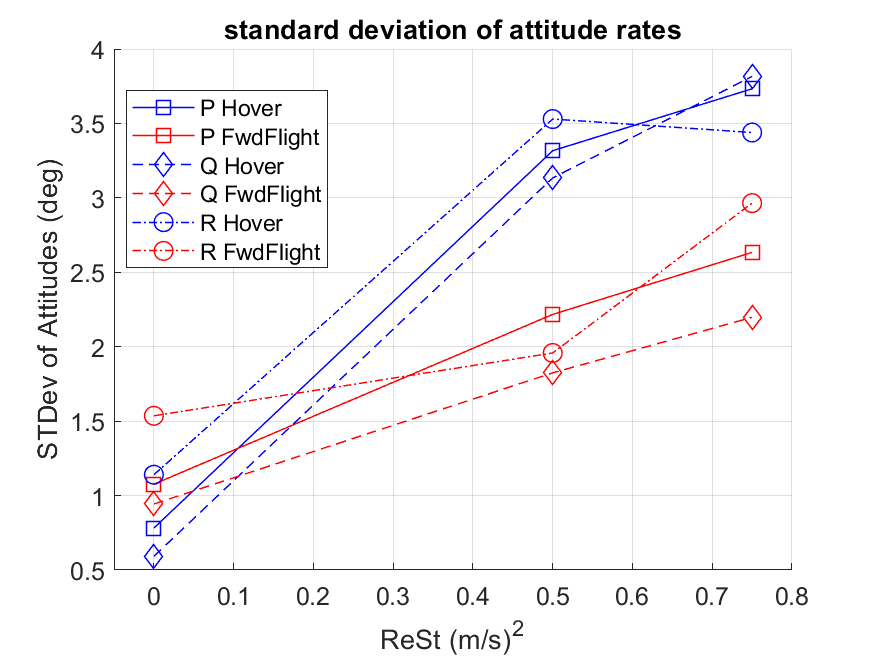 standard deviation of attitude rates
4
3.5
3
2.5
2
1.5
1
0.5
STDev of Attitudes (deg)
P Hover
P FwdFlight
Q Hover
Q FwdFlight
R Hover
R FwdFlight
0 0.1 0.2 0.3 0.4 0.5 0.6 0.7 0.8
ReSt (m/s)²